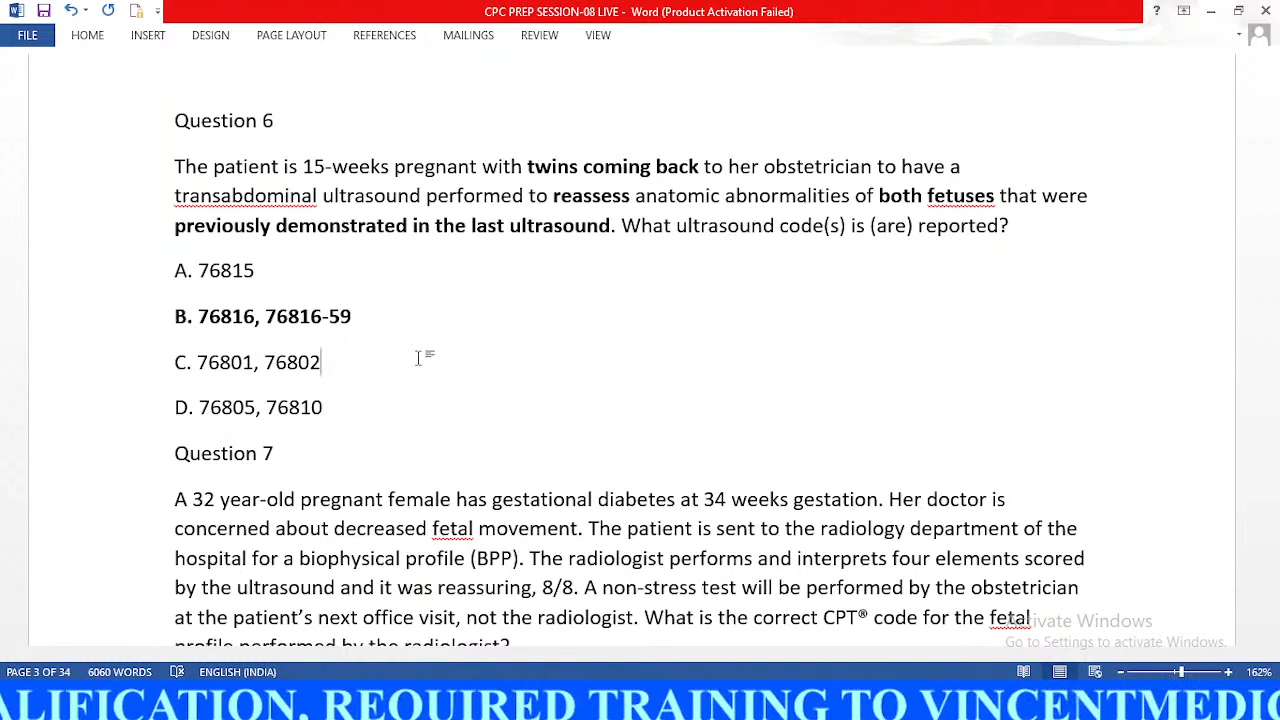 CPC PREP SESSION-08 LIVE - Word (Product Activation Failed)
FILE HOME INSERT DESIGN PAGE LAYOUT REFERENCES MAILINGS REVIEW VIEW
Question 6
The patient is 15-weeks pregnant with twins coming back to her obstetrician to have a
transabdominal ultrasound performed to reassess anatomic abnormalities of both fetuses that were
previously demonstrated in the last ultrasound. What ultrasound code(s) is (are) reported?
A. 76815
B. 76816, 76816-59
C. 76801, 76802
D. 76805, 76810
Question 7
A 32 year-old pregnant female has gestational diabetes at 34 weeks gestation. Her doctor is
concerned about decreased fetal movement. The patient is sent to the radiology department of the
hospital for a biophysical profile (BPP). The radiologist performs and interprets four elements scored
by the ultrasound and it was reassuring, 8/8. A non-stress test will be performed by the obstetrician
at the patient’s next office visit, not the radiologist. What is the correct CPT® code for the fetal
profile performed by the radiologist?
Activate Windows
Go to Settings to activate Windows.
PAGE 3 OF 34 6060 WORDS ENGLISH (INDIA) 162%
ALIFICATION, REQUIRED TRAINING TO VINCENTMEDIC